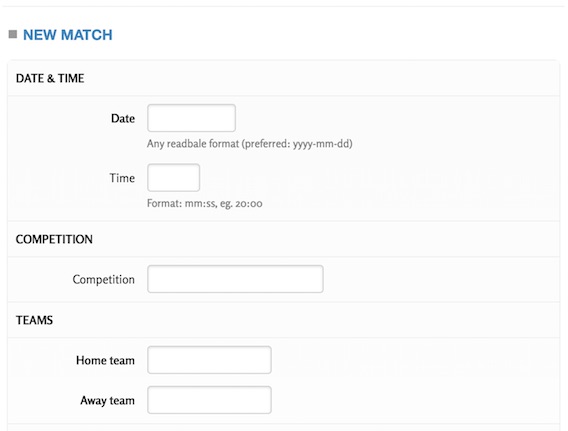 NEW MATCH
DATE & TIME
Date
Any readbale format (preferred: yyyy-mm-dd)
Time
Format: mm:ss, eg. 20:00
COMPETITION
Competition
TEAMS
Home team
Away team